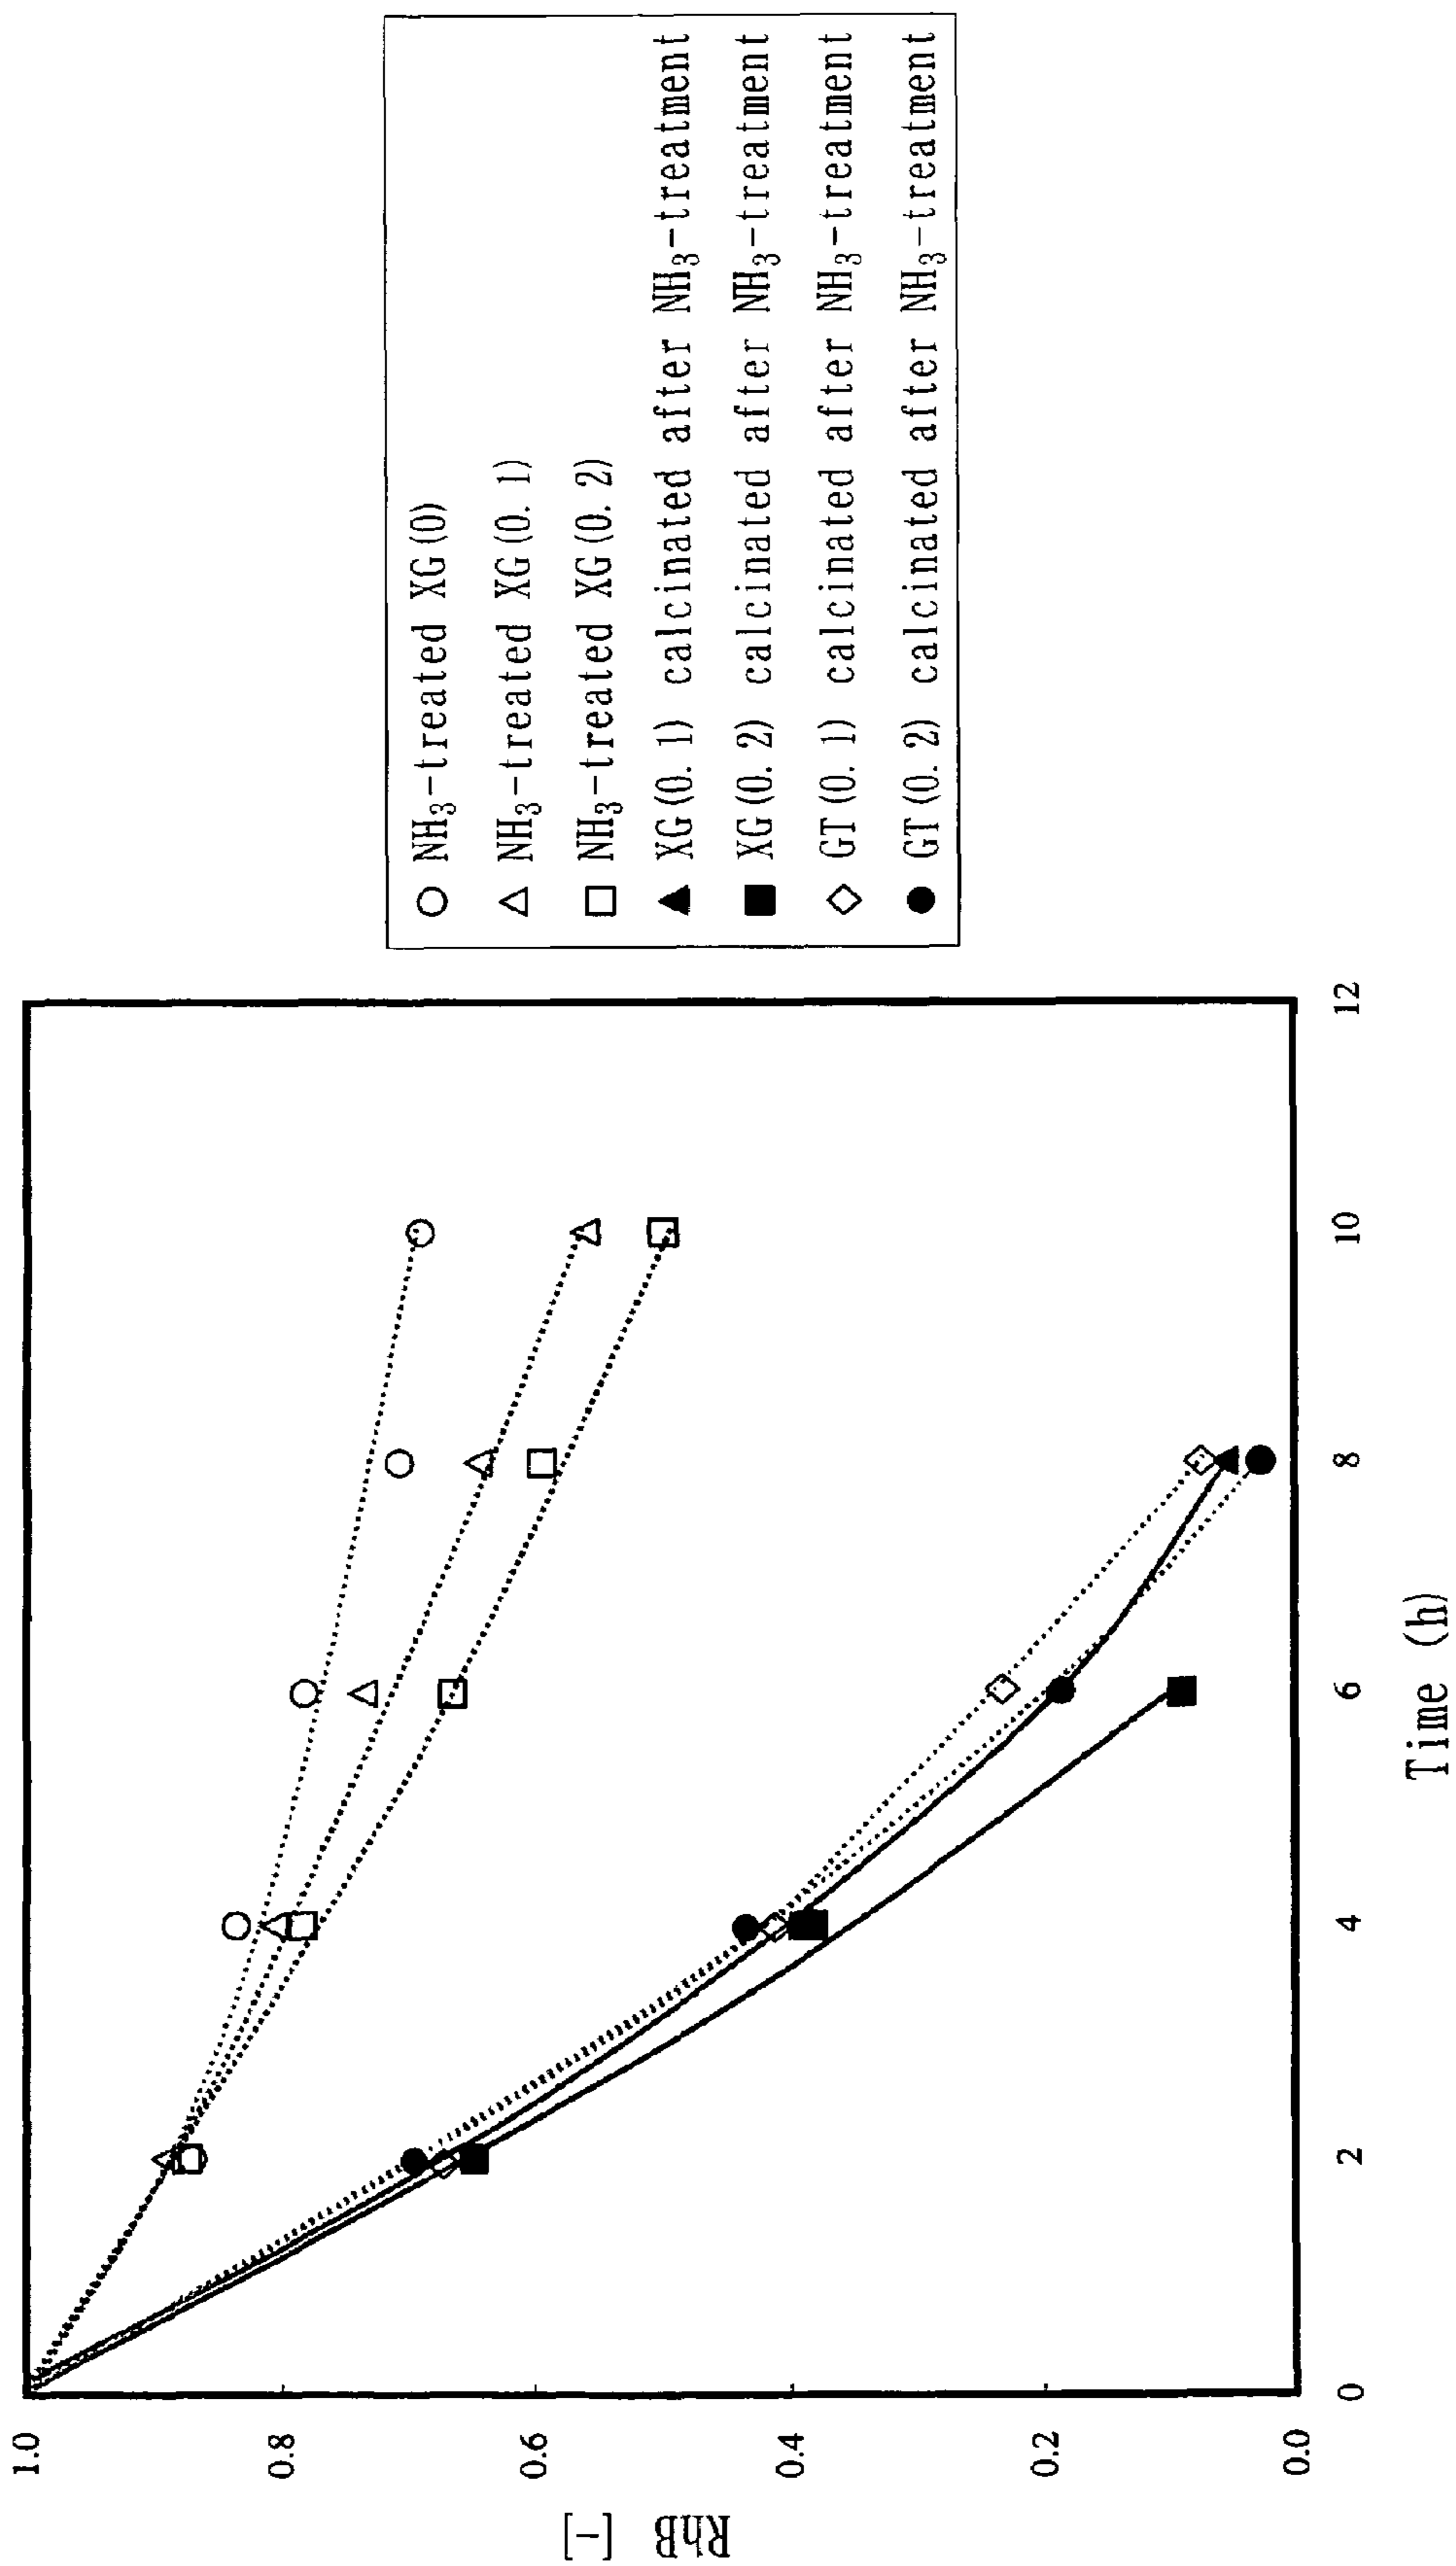 RhB [-]
1.0
0.8
0.6
0.4
0.2
0.0
0 2 4 6 8 10 12
Time (h)
NH₃-treated XG(0)
NH₃-treated XG(0.1)
NH₃-treated XG(0.2)
XG(0.1) calcinated after NH₃-treatment
XG(0.2) calcinated after NH₃-treatment
GT(0.1) calcinated after NH₃-treatment
GT(0.2) calcinated after NH₃-treatment